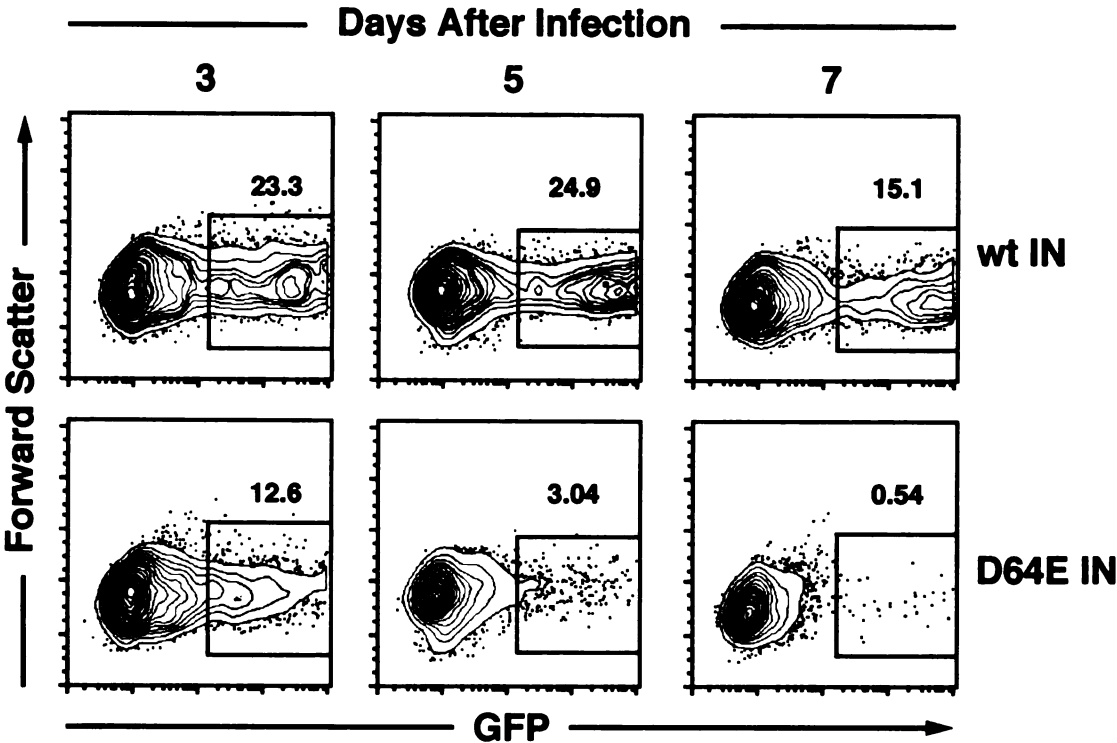 Days After Infection
3 5 7
23.3 24.9 15.1
wt IN
Forward Scatter
12.6 3.04 0.54
D64E IN
GFP